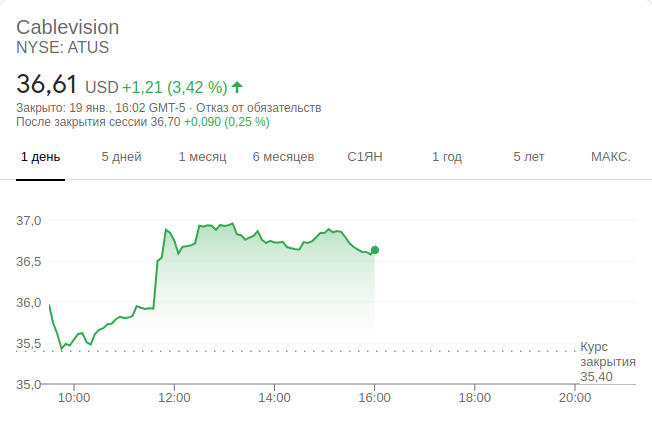 Cablevision
NYSE: ATUS
36,61 USD +1,21 (3,42 %)
Закрыто: 19 янв., 16:02 GMT-5 · Отказ от обязательств
После закрытия сессии 36,70 +0,090 (0,25 %)
1 день 5 дней 1 месяц 6 месяцев С1ЯН 1 год 5 лет МАКС.
37,0
36,5
36,0
35,5
35,0
Курс
закрытия
35,40
10:00 12:00 14:00 16:00 18:00 20:00